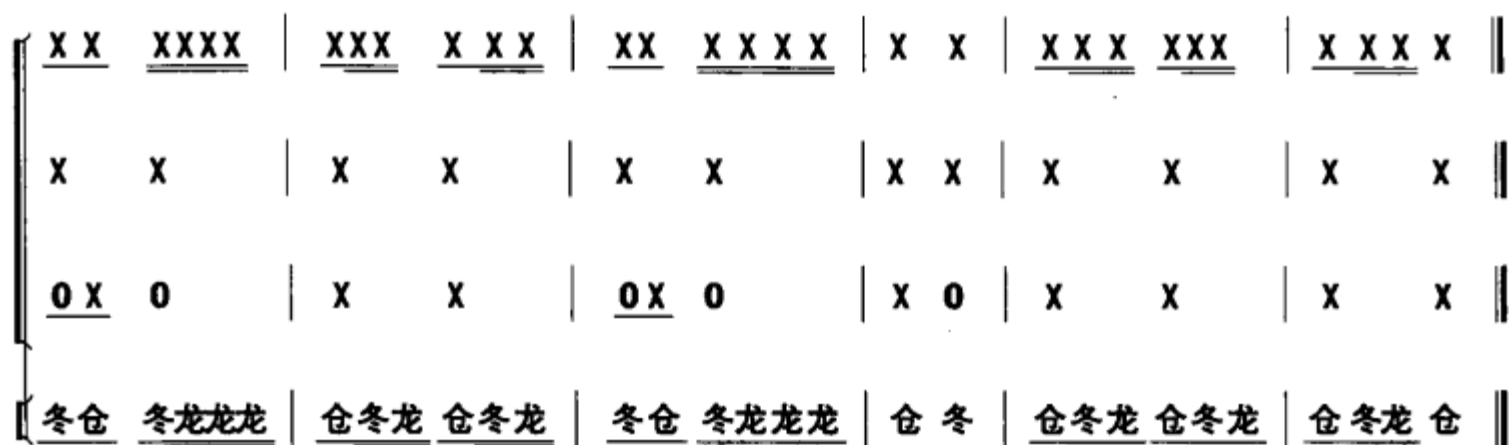 X X XXXX | XXX X X X | XX X X X X | X X | X X X XXX | X X X X ‖
X X | X X | X X | X X | X X | X X ‖
0 X 0 | X X | 0X 0 | X 0 | X X | X X ‖
冬仓 冬龙龙龙 | 仓冬龙 仓冬龙 | 冬仓 冬龙龙龙 | 仓 冬 | 仓冬龙 仓冬龙 | 仓 冬龙 仓 ‖